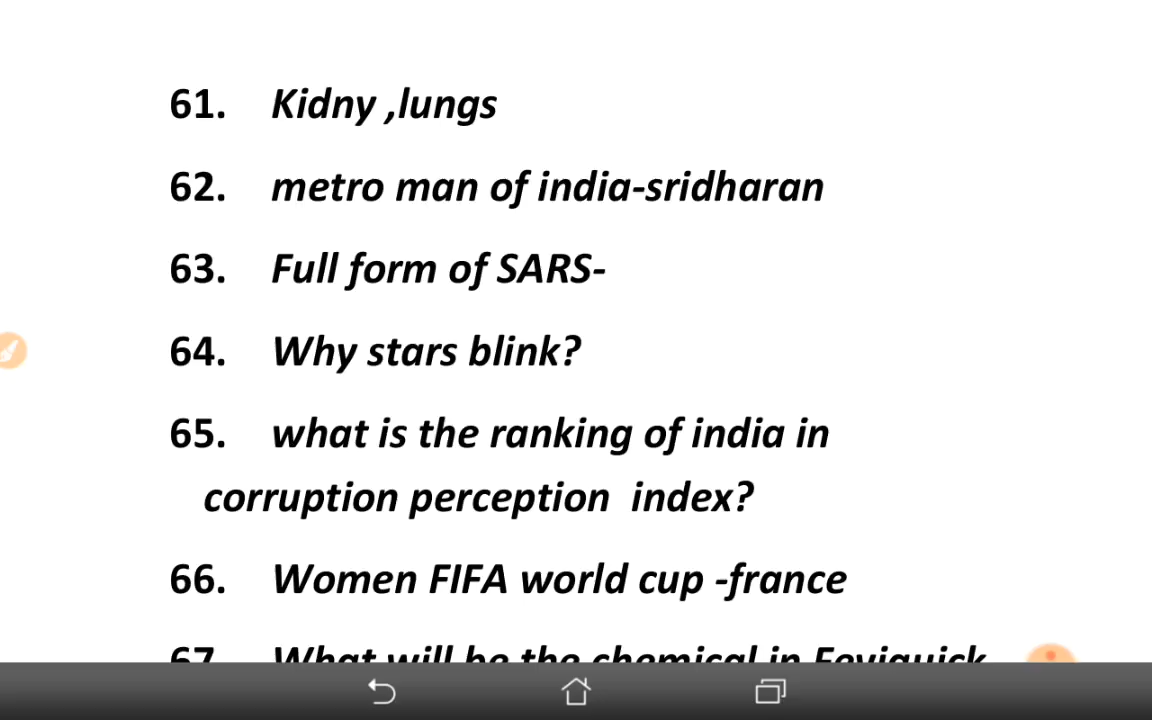 61. Kidny ,lungs
62. metro man of india-sridharan
63. Full form of SARS-
64. Why stars blink?
65. what is the ranking of india in
corruption perception index?
66. Women FIFA world cup -france
67. What will be the chemical in Feviquick